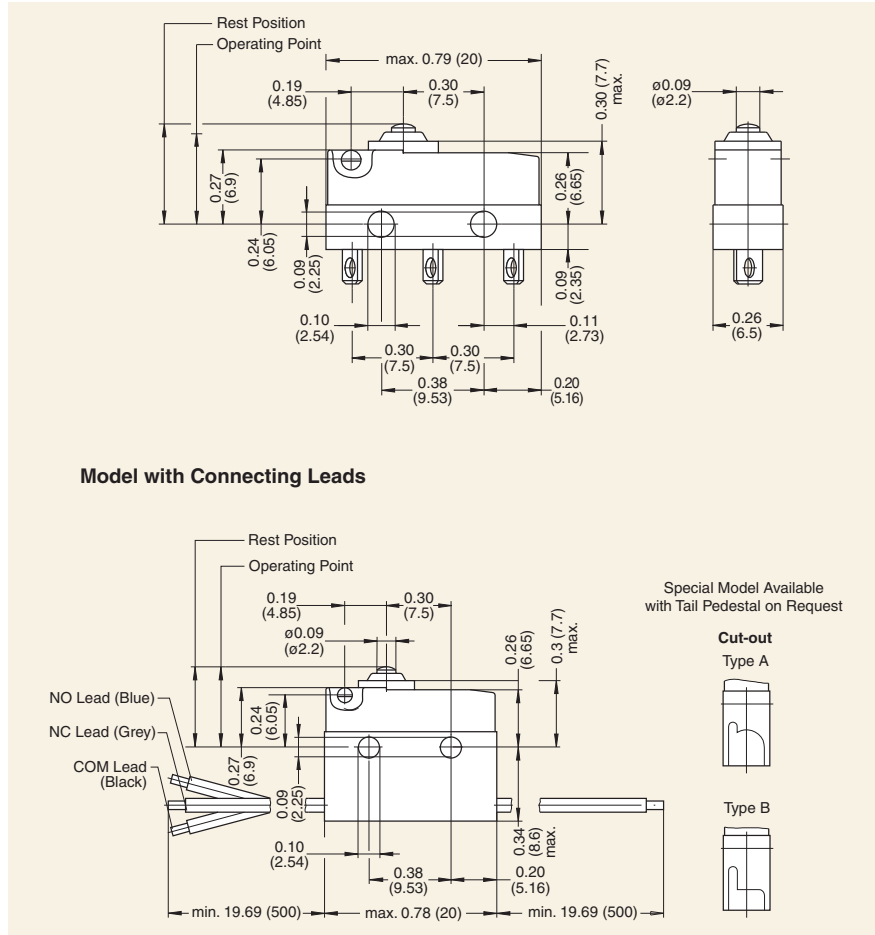 Rest Position
Operating Point
max. 0.79 (20)
0.19
(4.85)
0.30
(7.5)
0.30 (7.7)
max.
ø0.09
(ø2.2)
0.27
(6.9)
0.24
(6.05)
0.09
(2.25)
0.26
(6.65)
0.09
(2.35)
0.10
(2.54)
0.11
(2.73)
0.26
(6.5)
0.30
(7.5)
0.30
(7.5)
0.38
(9.53)
0.20
(5.16)
Model with Connecting Leads
Rest Position
Operating Point
0.19
(4.85)
0.30
(7.5)
ø0.09
(ø2.2)
0.26
(6.65)
0.3 (7.7)
max.
Special Model Available
with Tail Pedestal on Request
Cut-out
Type A
NO Lead (Blue)
NC Lead (Grey)
COM Lead
(Black)
0.24
(6.05)
0.27
(6.9)
0.09
(2.25)
0.34
(8.6)
max.
Type B
0.10
(2.54)
0.38
(9.53)
0.20
(5.16)
min. 19.69 (500)
max. 0.78 (20)
min. 19.69 (500)